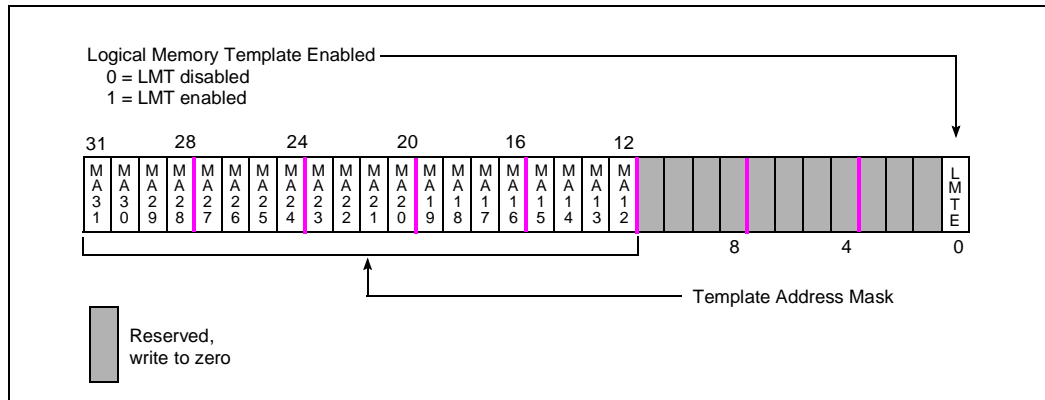 Logical Memory Template Enabled
0 = LMT disabled
1 = LMT enabled
31 28 24 20 16 12
MA31 MA30 MA29 MA28 MA27 MA26 MA25 MA24 MA23 MA22 MA21 MA20 MA19 MA18 MA17 MA16 MA15 MA14 MA13 MA12 LMTE
8 4 0
Template Address Mask
Reserved,
write to zero